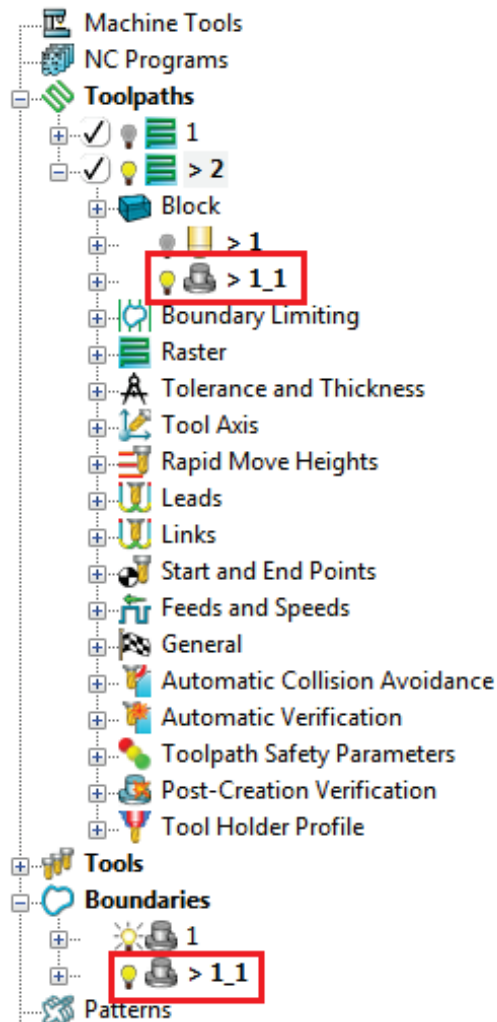 Machine Tools
NC Programs
Toolpaths
1
> 2
Block
> 1
> 1_1
Boundary Limiting
Raster
Tolerance and Thickness
Tool Axis
Rapid Move Heights
Leads
Links
Start and End Points
Feeds and Speeds
General
Automatic Collision Avoidance
Automatic Verification
Toolpath Safety Parameters
Post-Creation Verification
Tool Holder Profile
Tools
Boundaries
1
> 1_1
Patterns